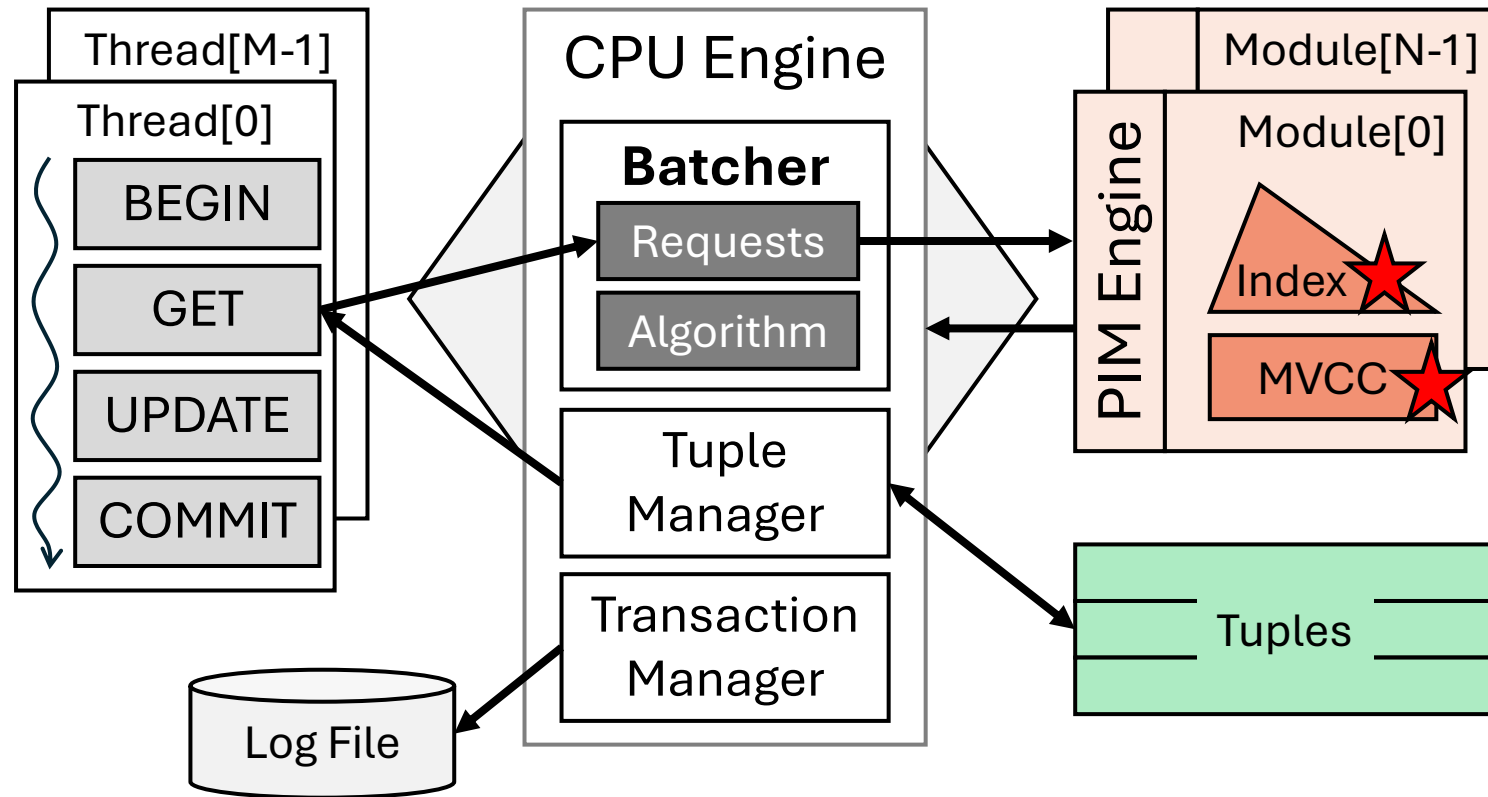 Thread[M-1]
Thread[0]
BEGIN
GET
UPDATE
COMMIT
CPU Engine
Batcher
Requests
Algorithm
Tuple
Manager
Transaction
Manager
Log File
Module[N-1]
Module[0]
PIM Engine
Index
MVCC
Tuples